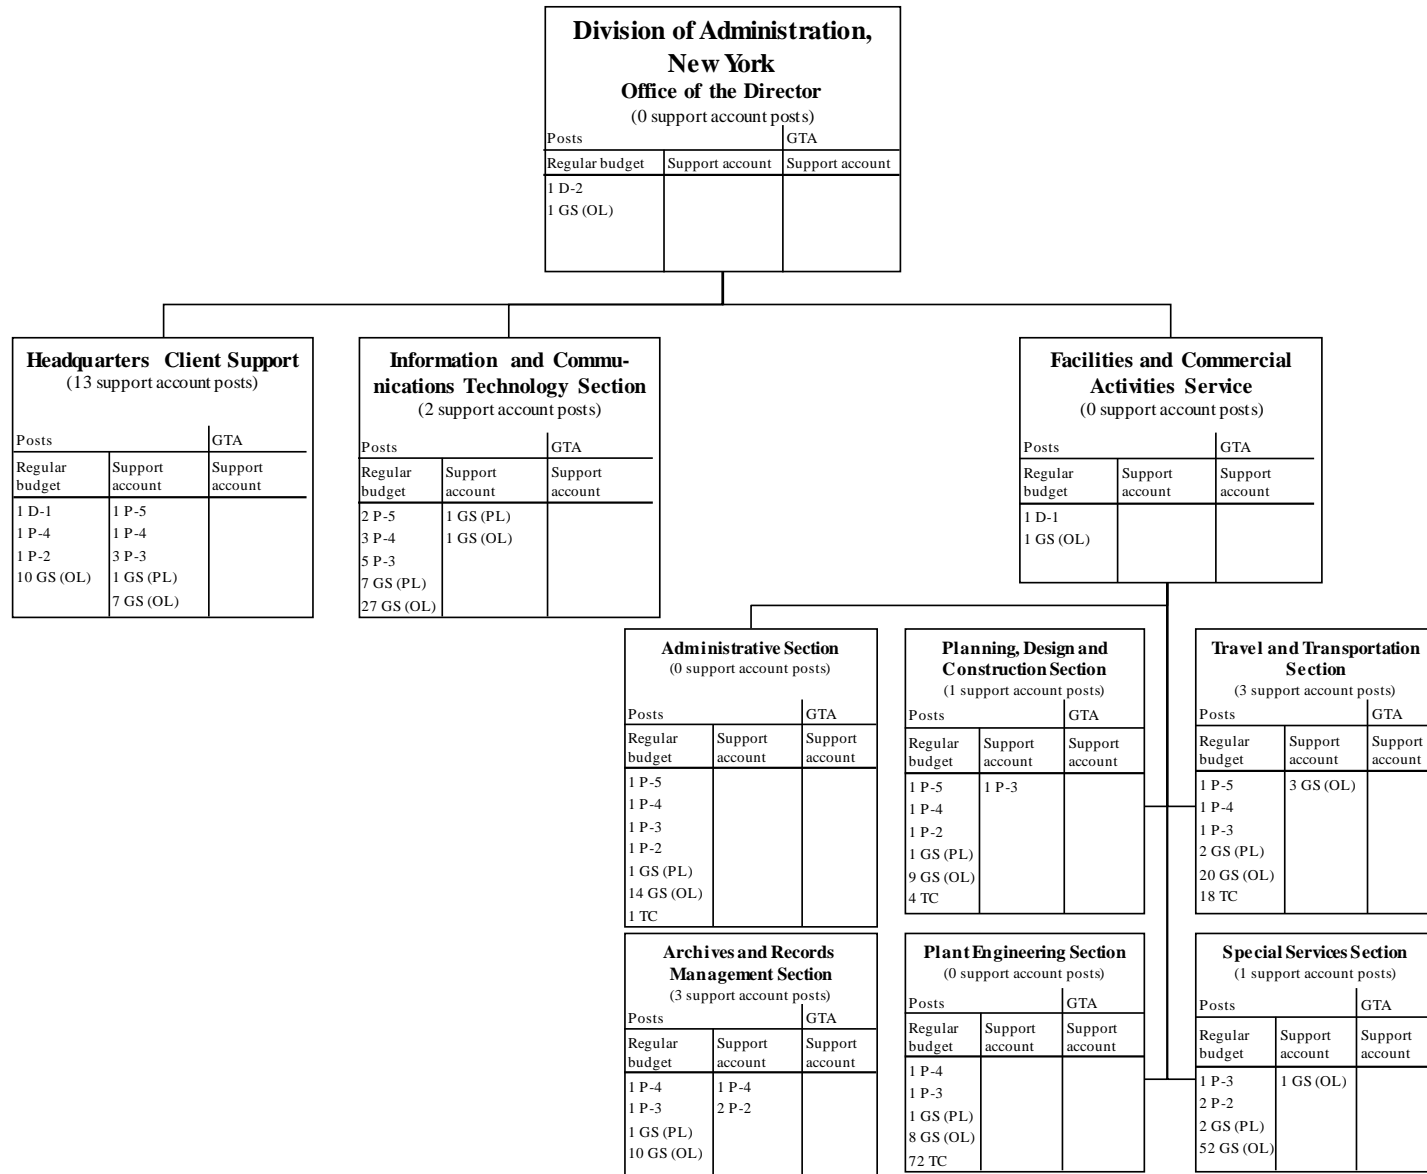 Division of Administration,
New York
Office of the Director
(0 support account posts)
Posts GTA
Regular budget Support account Support account
1 D-2
1 GS (OL)
Headquarters Client Support
(13 support account posts)
Posts GTA
Regular budget Support account Support account
1 D-1 1 P-5
1 P-4 1 P-4
1 P-2 3 P-3
10 GS (OL) 1 GS (PL)
7 GS (OL)
Information and Commu-
nications Technology Section
(2 support account posts)
Posts GTA
Regular budget Support account
2 P-5 1 GS (PL)
3 P-4 1 GS (OL)
5 P-3
7 GS (PL)
27 GS (OL)
Facilities and Commercial
Activities Service
(0 support account posts)
Posts GTA
Regular budget Support account Support account
1 D-1
1 GS (OL)
Administrative Section
(0 support account posts)
Posts GTA
Regular budget Support account Support account
1 P-5
1 P-4
1 P-3
1 P-2
1 GS (PL)
14 GS (OL)
1 TC
Planning, Design and
Construction Section
(1 support account posts)
Posts GTA
Regular budget Support account Support account
1 P-5 1 P-3
1 P-4
1 P-2
1 GS (PL)
9 GS (OL)
4 TC
Travel and Transportation
Section
(3 support account posts)
Posts GTA
Regular budget Support account Support account
1 P-5 3 GS (OL)
1 P-4
1 P-3
2 GS (PL)
20 GS (OL)
18 TC
Archives and Records
Management Section
(3 support account posts)
Posts GTA
Regular budget Support account Support account
1 P-4 1 P-4
1 P-3 2 P-2
1 GS (PL)
10 GS (OL)
Plant Engineering Section
(0 support account posts)
Posts GTA
Regular budget Support account Support account
1 P-4
1 P-3
1 GS (PL)
8 GS (OL)
72 TC
Special Services Section
(1 support account posts)
Posts GTA
Regular budget Support account Support account
1 P-3 1 GS (OL)
2 P-2
2 GS (PL)
52 GS (OL)